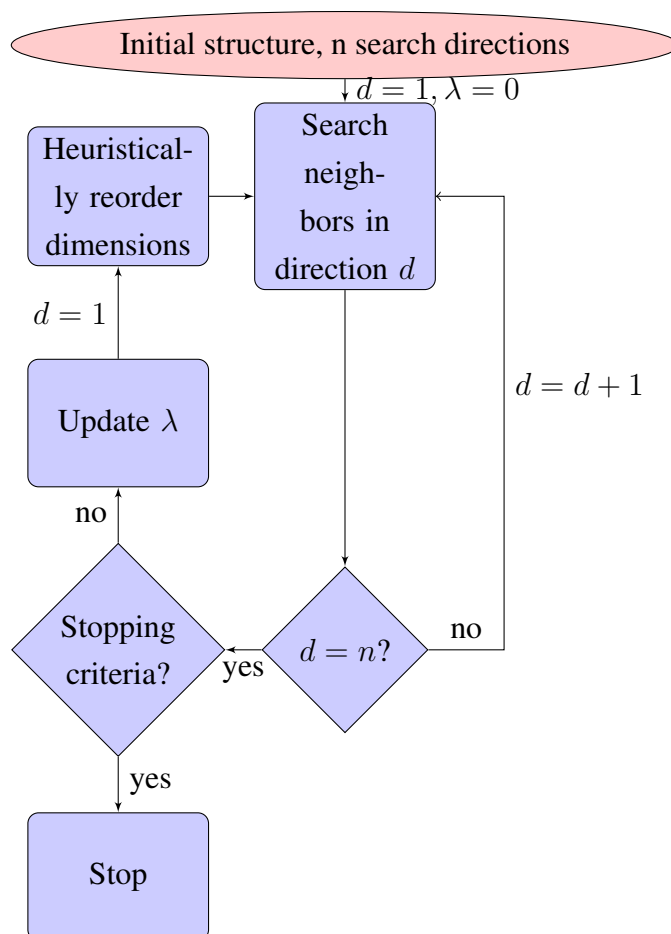 Initial structure, n search directions
d = 1, λ = 0
Search
neigh-
bors in
direction d
Heuristical-
ly reorder
dimensions
d = 1
Update λ
no
d = d + 1
Stopping
criteria?
yes
d = n?
no
yes
Stop